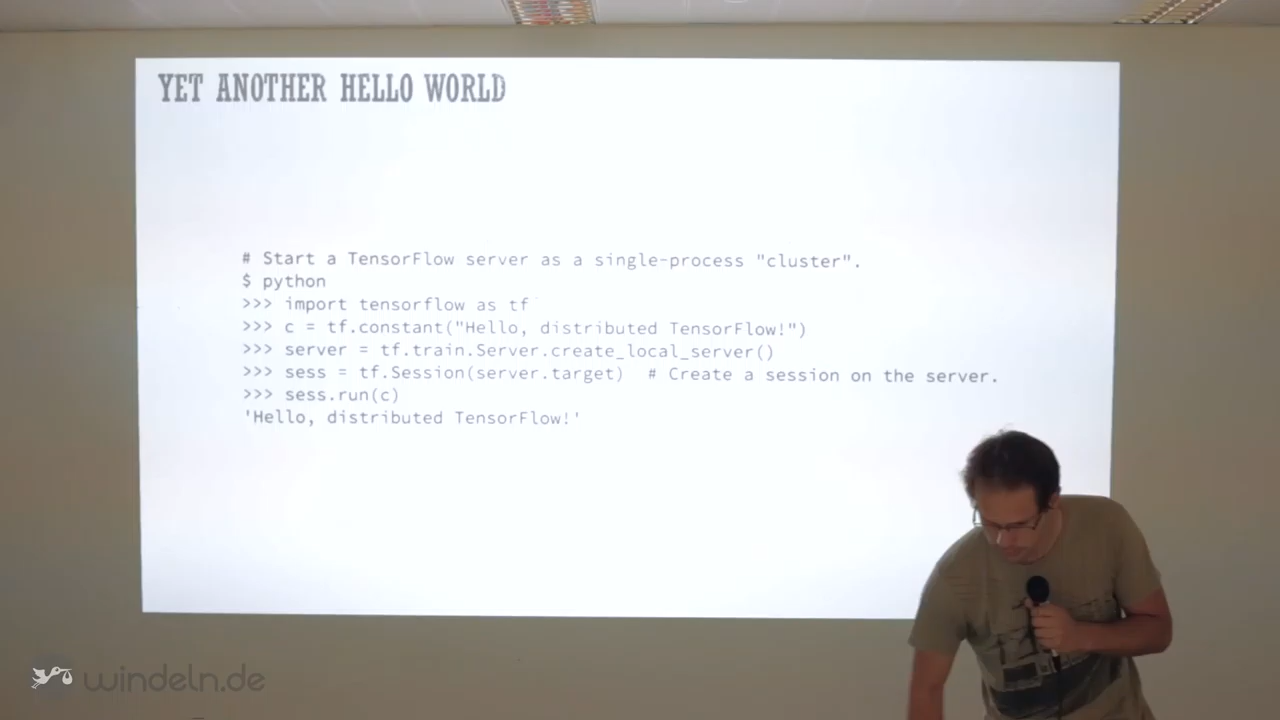 YET ANOTHER HELLO WORLD
# Start a TensorFlow server as a single-process "cluster".
$ python
>>> import tensorflow as tf
>>> c = tf.constant("Hello, distributed TensorFlow!")
>>> server = tf.train.Server.create_local_server()
>>> sess = tf.Session(server.target)  # Create a session on the server.
>>> sess.run(c)
'Hello, distributed TensorFlow!'
windeln.de